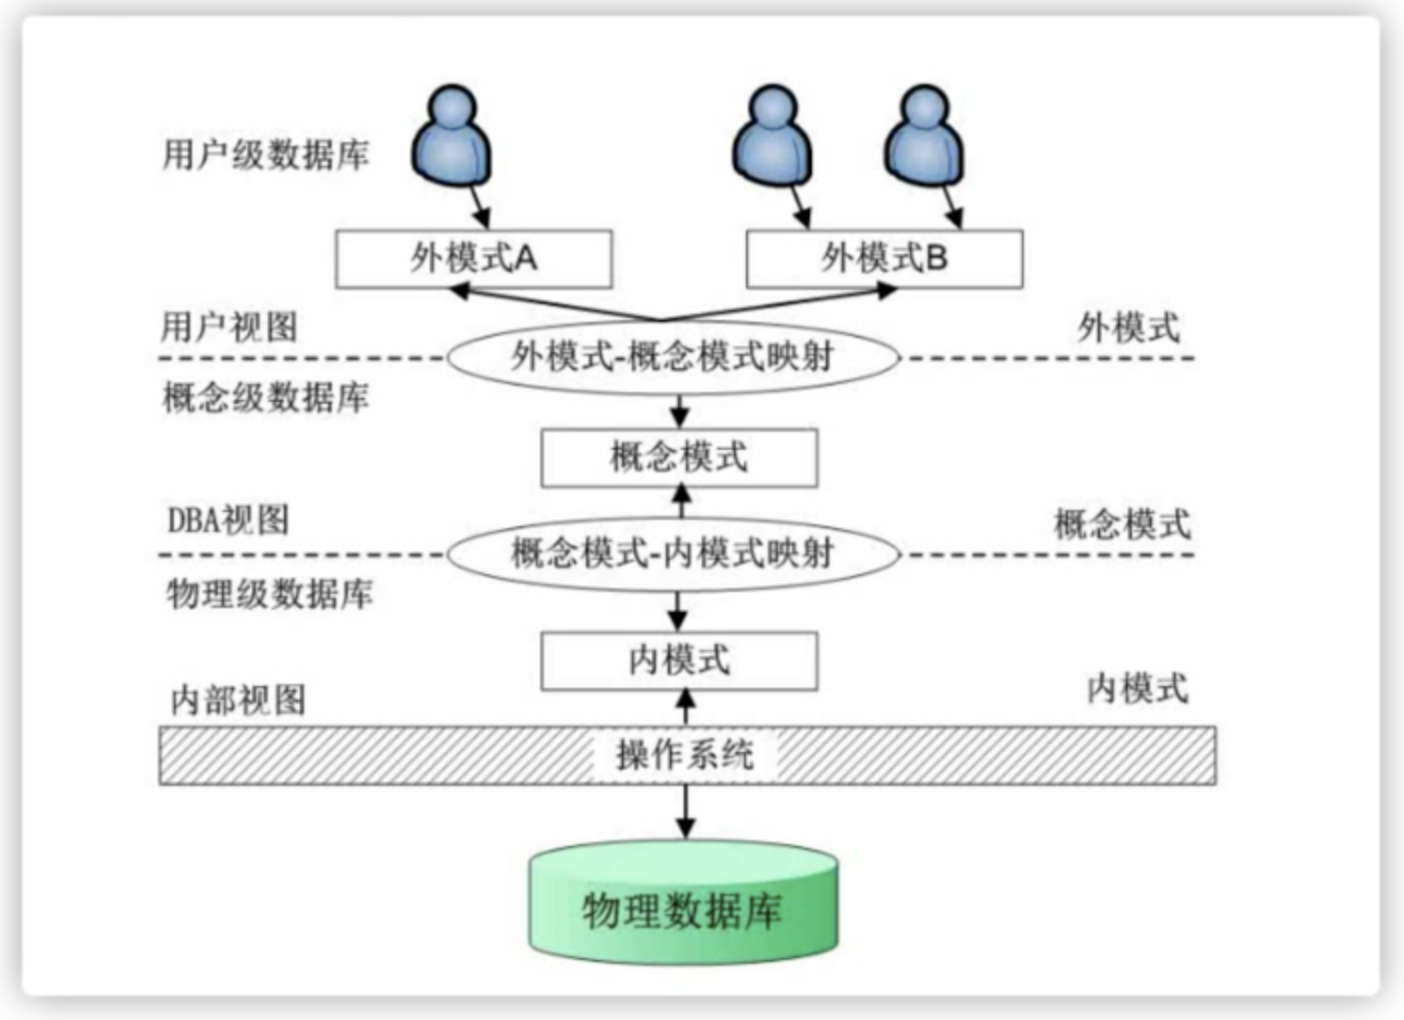 用户级数据库
外模式A
外模式B
用户视图
外模式
外模式-概念模式映射
概念级数据库
概念模式
DBA视图
概念模式
概念模式-内模式映射
物理级数据库
内模式
内部视图
内模式
操作系统
物理数据库